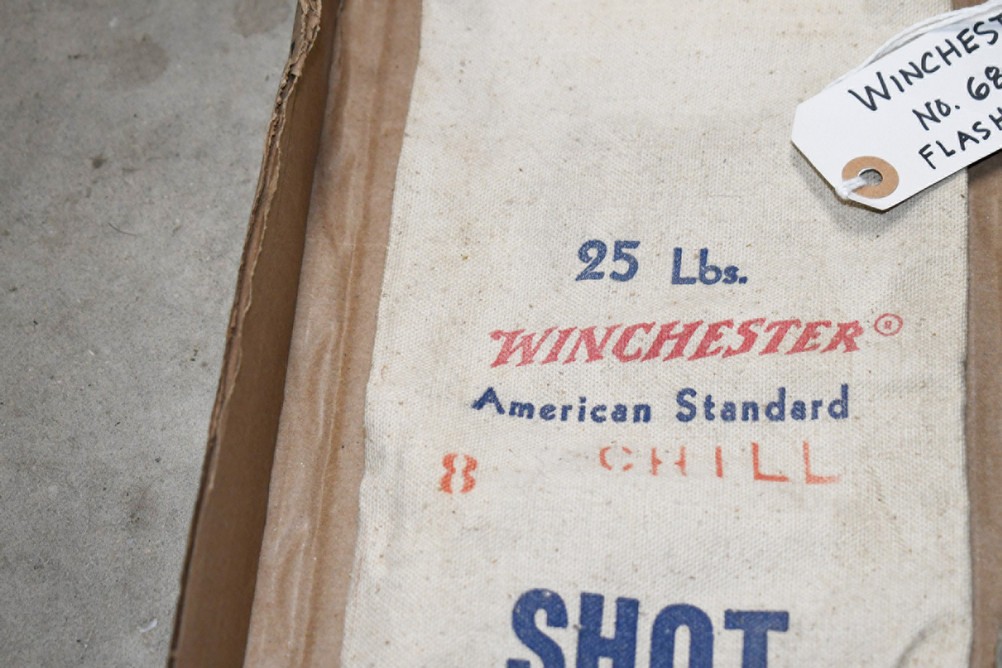 WINCHEST
No. 68
FLASH
25 Lbs.
WINCHESTER®
American Standard
8 CHILL
SHOT